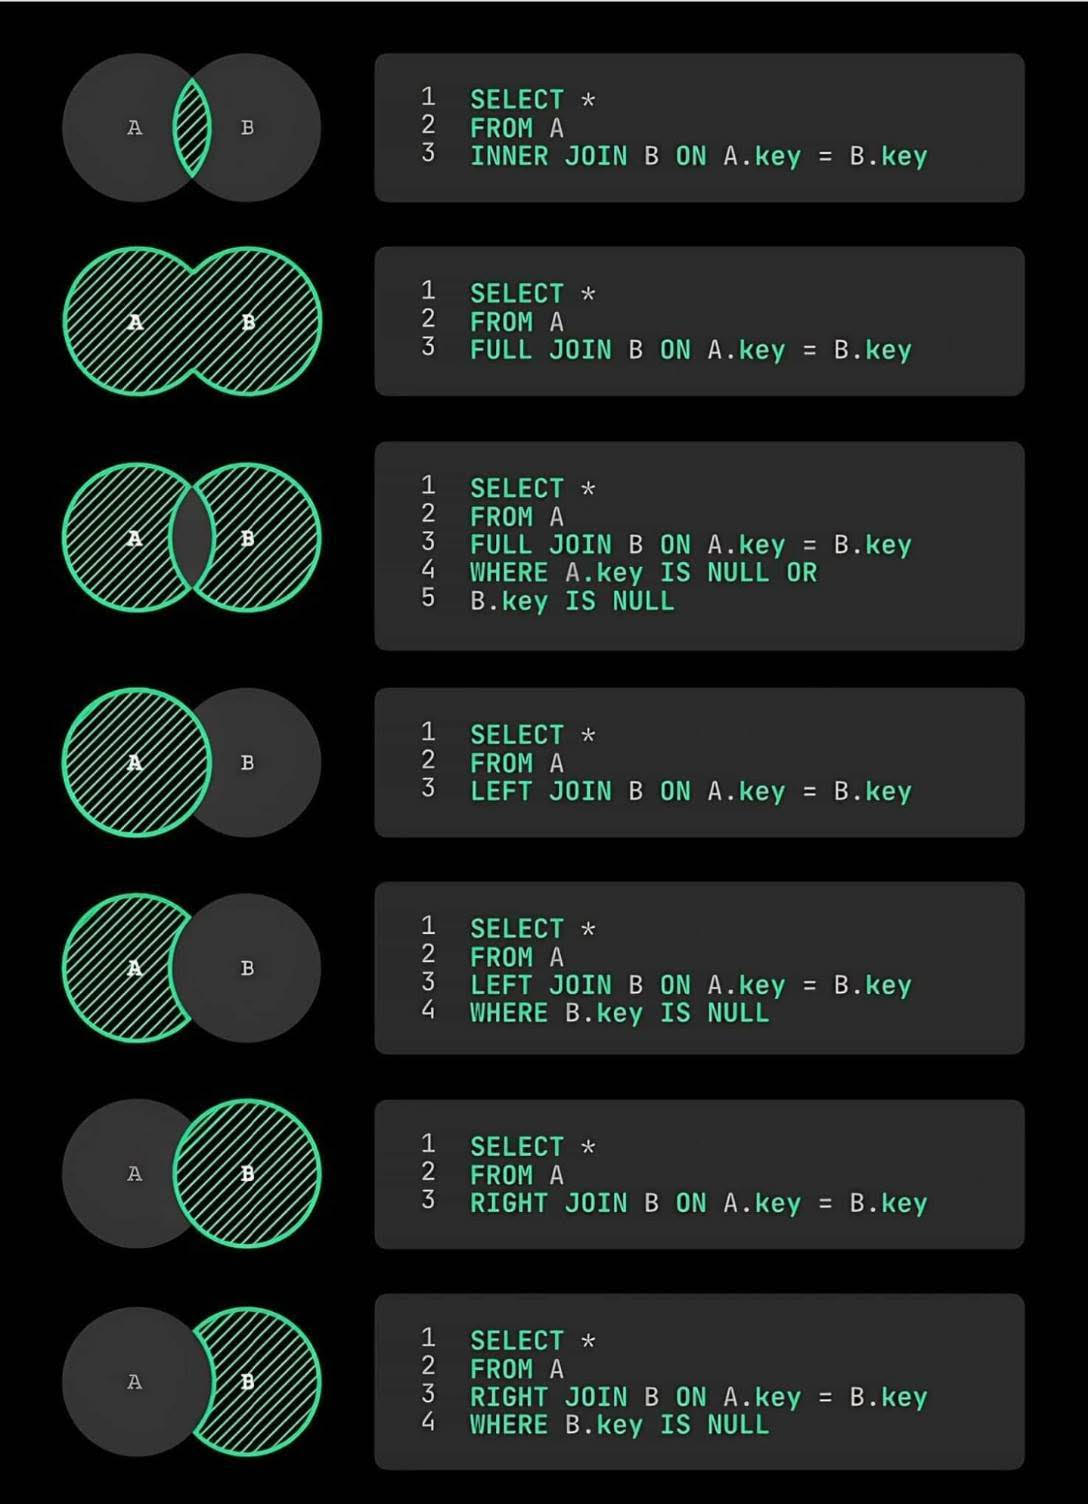 A B
1 SELECT *
2 FROM A
3 INNER JOIN B ON A.key = B.key
A B
1 SELECT *
2 FROM A
3 FULL JOIN B ON A.key = B.key
A B
1 SELECT *
2 FROM A
3 FULL JOIN B ON A.key = B.key
4 WHERE A.key IS NULL OR
5 B.key IS NULL
A B
1 SELECT *
2 FROM A
3 LEFT JOIN B ON A.key = B.key
A B
1 SELECT *
2 FROM A
3 LEFT JOIN B ON A.key = B.key
4 WHERE B.key IS NULL
A B
1 SELECT *
2 FROM A
3 RIGHT JOIN B ON A.key = B.key
A B
1 SELECT *
2 FROM A
3 RIGHT JOIN B ON A.key = B.key
4 WHERE B.key IS NULL